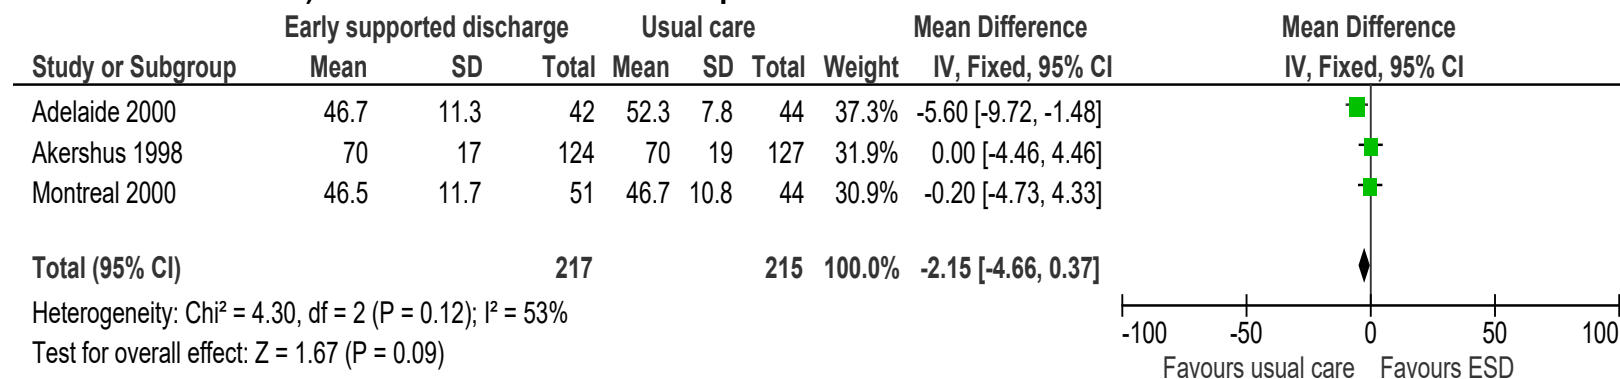 Early supported discharge Usual care Mean Difference Mean Difference
Study or Subgroup Mean SD Total Mean SD Total Weight IV, Fixed, 95% CI IV, Fixed, 95% CI
Adelaide 2000 46.7 11.3 42 52.3 7.8 44 37.3% -5.60 [-9.72, -1.48]
Akershus 1998 70 17 124 70 19 127 31.9% 0.00 [-4.46, 4.46]
Montreal 2000 46.5 11.7 51 46.7 10.8 44 30.9% -0.20 [-4.73, 4.33]
Total (95% CI) 217 215 100.0% -2.15 [-4.66, 0.37]
Heterogeneity: Chi² = 4.30, df = 2 (P = 0.12); I² = 53%
Test for overall effect: Z = 1.67 (P = 0.09)
-100 -50 0 50 100
Favours usual care Favours ESD